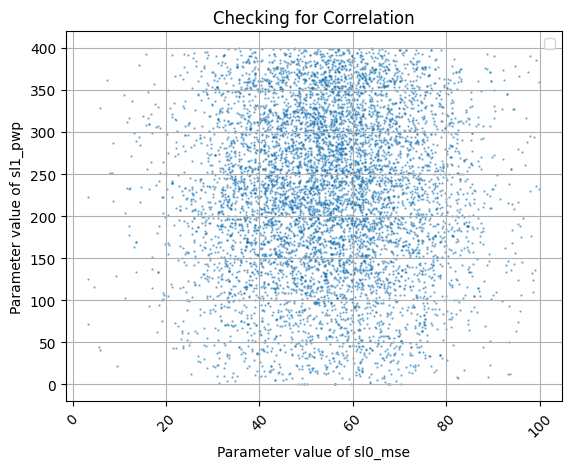 Checking for Correlation
400
350
300
250
200
150
100
50
0
Parameter value of sl1_pwp
0 20 40 60 80 100
Parameter value of sl0_mse